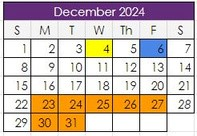 December 2024
S M T W Th F S
1 2 3 4 5 6 7
8 9 10 11 12 13 14
15 16 17 18 19 20 21
22 23 24 25 26 27 28
29 30 31